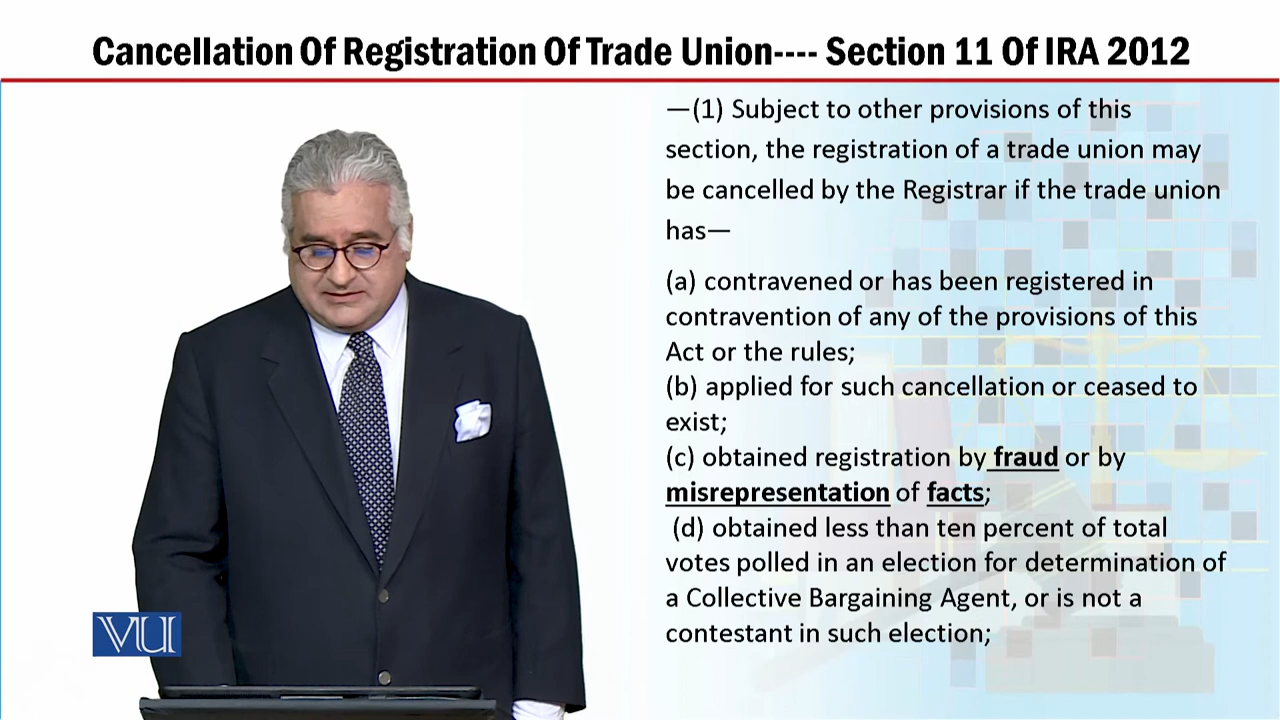 Cancellation Of Registration Of Trade Union---- Section 11 Of IRA 2012
—(1) Subject to other provisions of this
section, the registration of a trade union may
be cancelled by the Registrar if the trade union
has—
(a) contravened or has been registered in
contravention of any of the provisions of this
Act or the rules;
(b) applied for such cancellation or ceased to
exist;
(c) obtained registration by fraud or by
misrepresentation of facts;
(d) obtained less than ten percent of total
votes polled in an election for determination of
a Collective Bargaining Agent, or is not a
contestant in such election;
VU